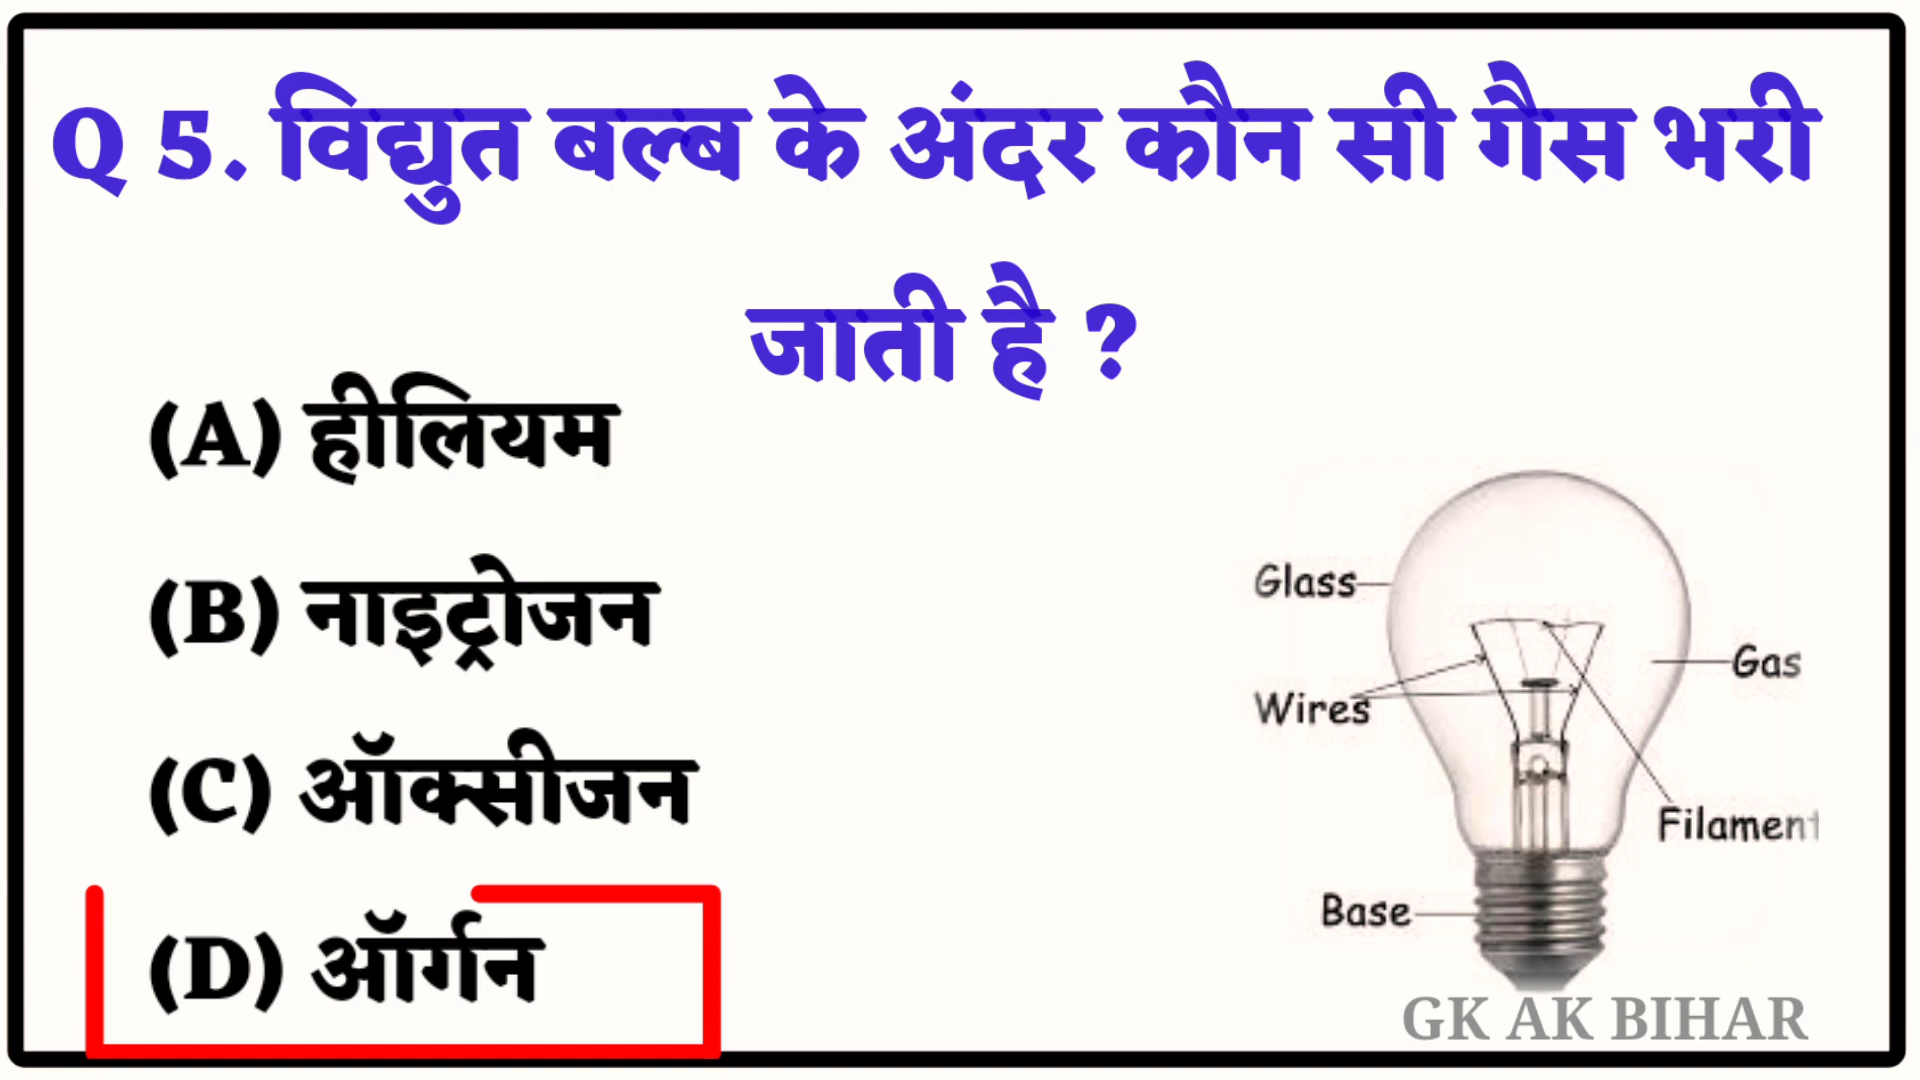 Q 5. विद्युत बल्ब के अंदर कौन सी गैस भरी
जाती है ?
(A) हीलियम
(B) नाइट्रोजन
(C) ऑक्सीजन
(D) ऑर्गन
Glass
Gas
Wires
Filament
Base
GK AK BIHAR